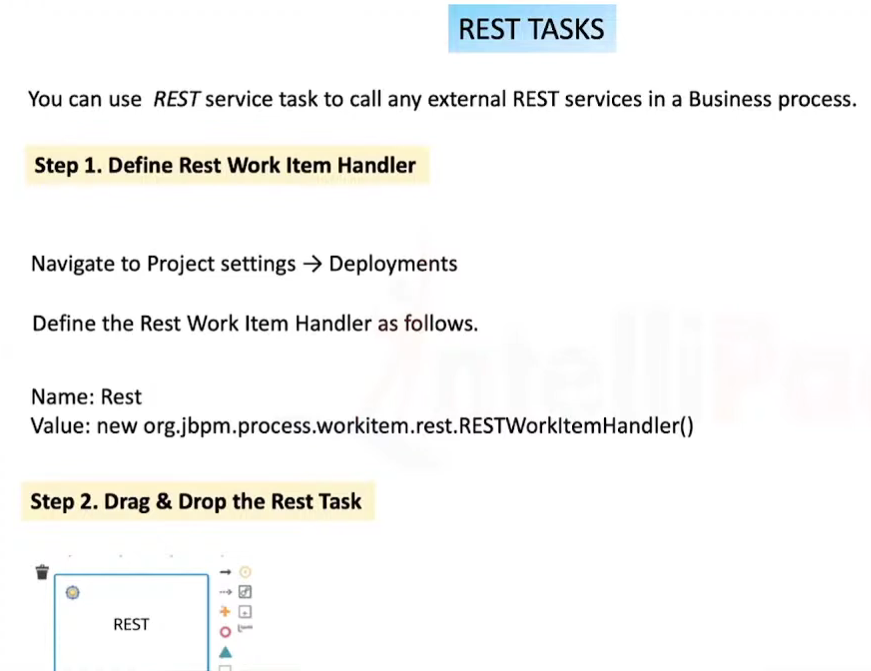 REST TASKS
You can use REST service task to call any external REST services in a Business process.
Step 1. Define Rest Work Item Handler
Navigate to Project settings → Deployments
Define the Rest Work Item Handler as follows.
Name: Rest
Value: new org.jbpm.process.workitem.rest.RESTWorkItemHandler()
Step 2. Drag & Drop the Rest Task
REST